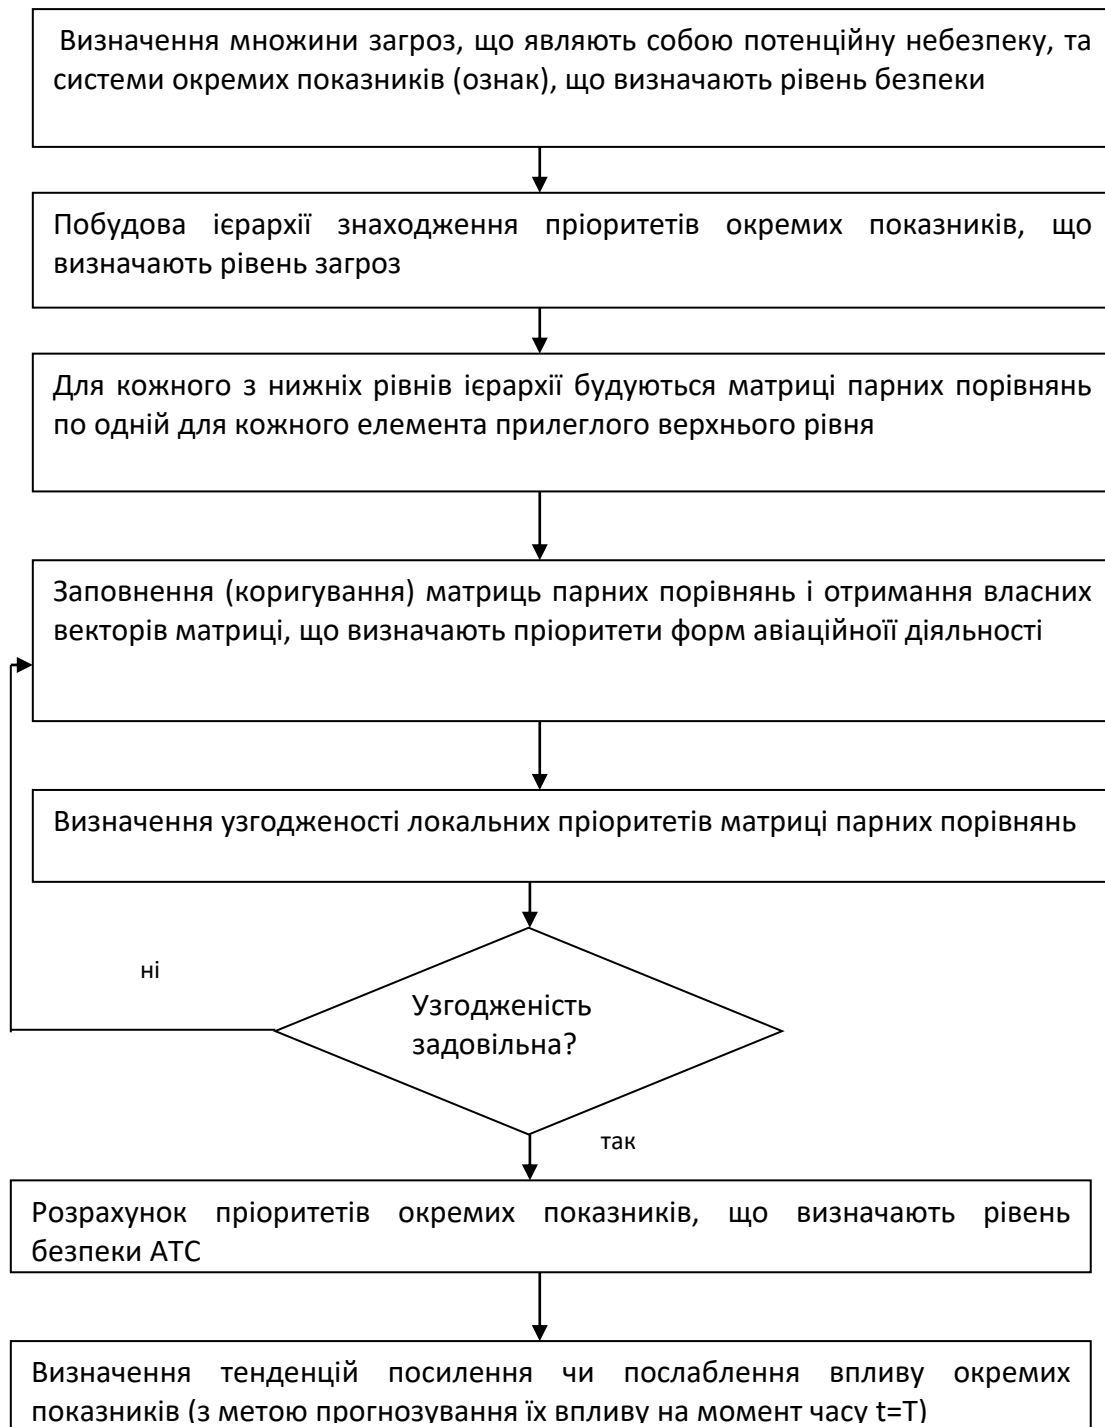 Визначення множини загроз, що являють собою потенційну небезпеку, та
системи окремих показників (ознак), що визначають рівень безпеки
Побудова ієрархії знаходження пріоритетів окремих показників, що
визначають рівень загроз
Для кожного з нижніх рівнів ієрархії будуються матриці парних порівнянь
по одній для кожного елемента прилеглого верхнього рівня
Заповнення (коригування) матриць парних порівнянь і отримання власних
векторів матриці, що визначають пріоритети форм авіаційноїї діяльності
Визначення узгодженості локальних пріоритетів матриці парних порівнянь
ні
Узгодженість
задовільна?
так
Розрахунок пріоритетів окремих показників, що визначають рівень
безпеки АТС
Визначення тенденцій посилення чи послаблення впливу окремих
показників (з метою прогнозування їх впливу на момент часу t=T)